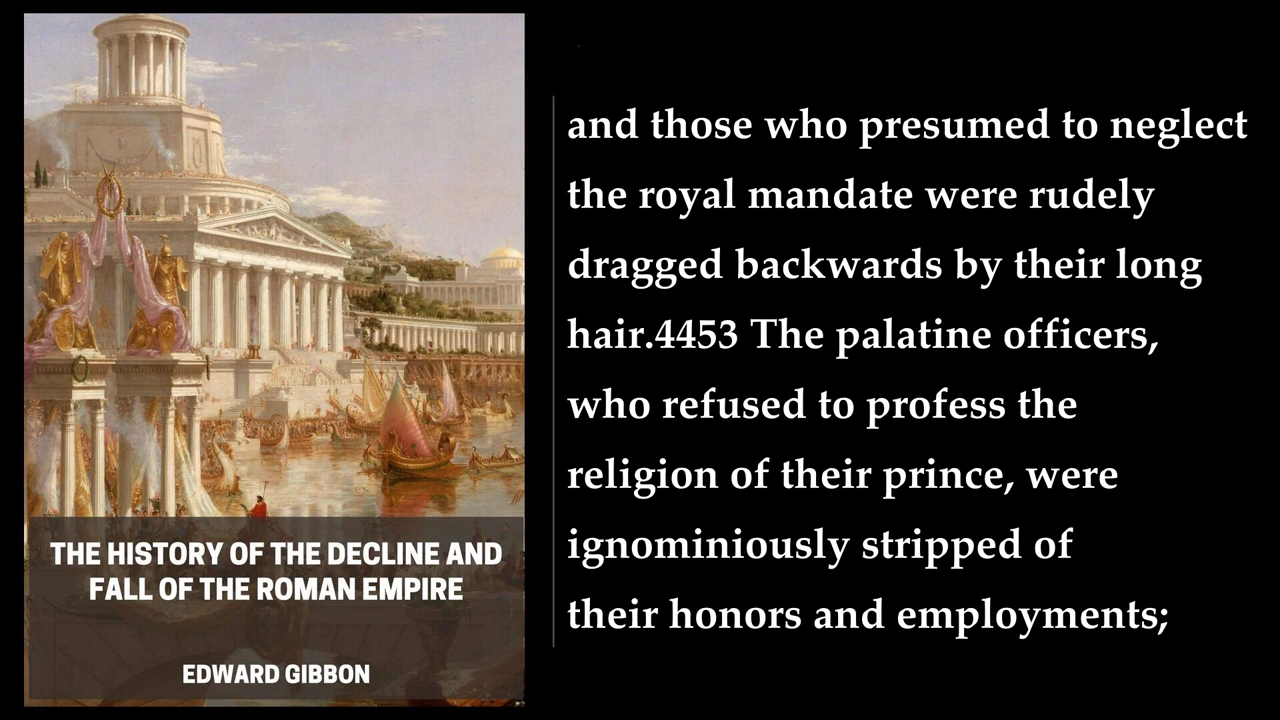 THE HISTORY OF THE DECLINE AND
FALL OF THE ROMAN EMPIRE
EDWARD GIBBON
and those who presumed to neglect
the royal mandate were rudely
dragged backwards by their long
hair.4453 The palatine officers,
who refused to profess the
religion of their prince, were
ignominiously stripped of
their honors and employments;